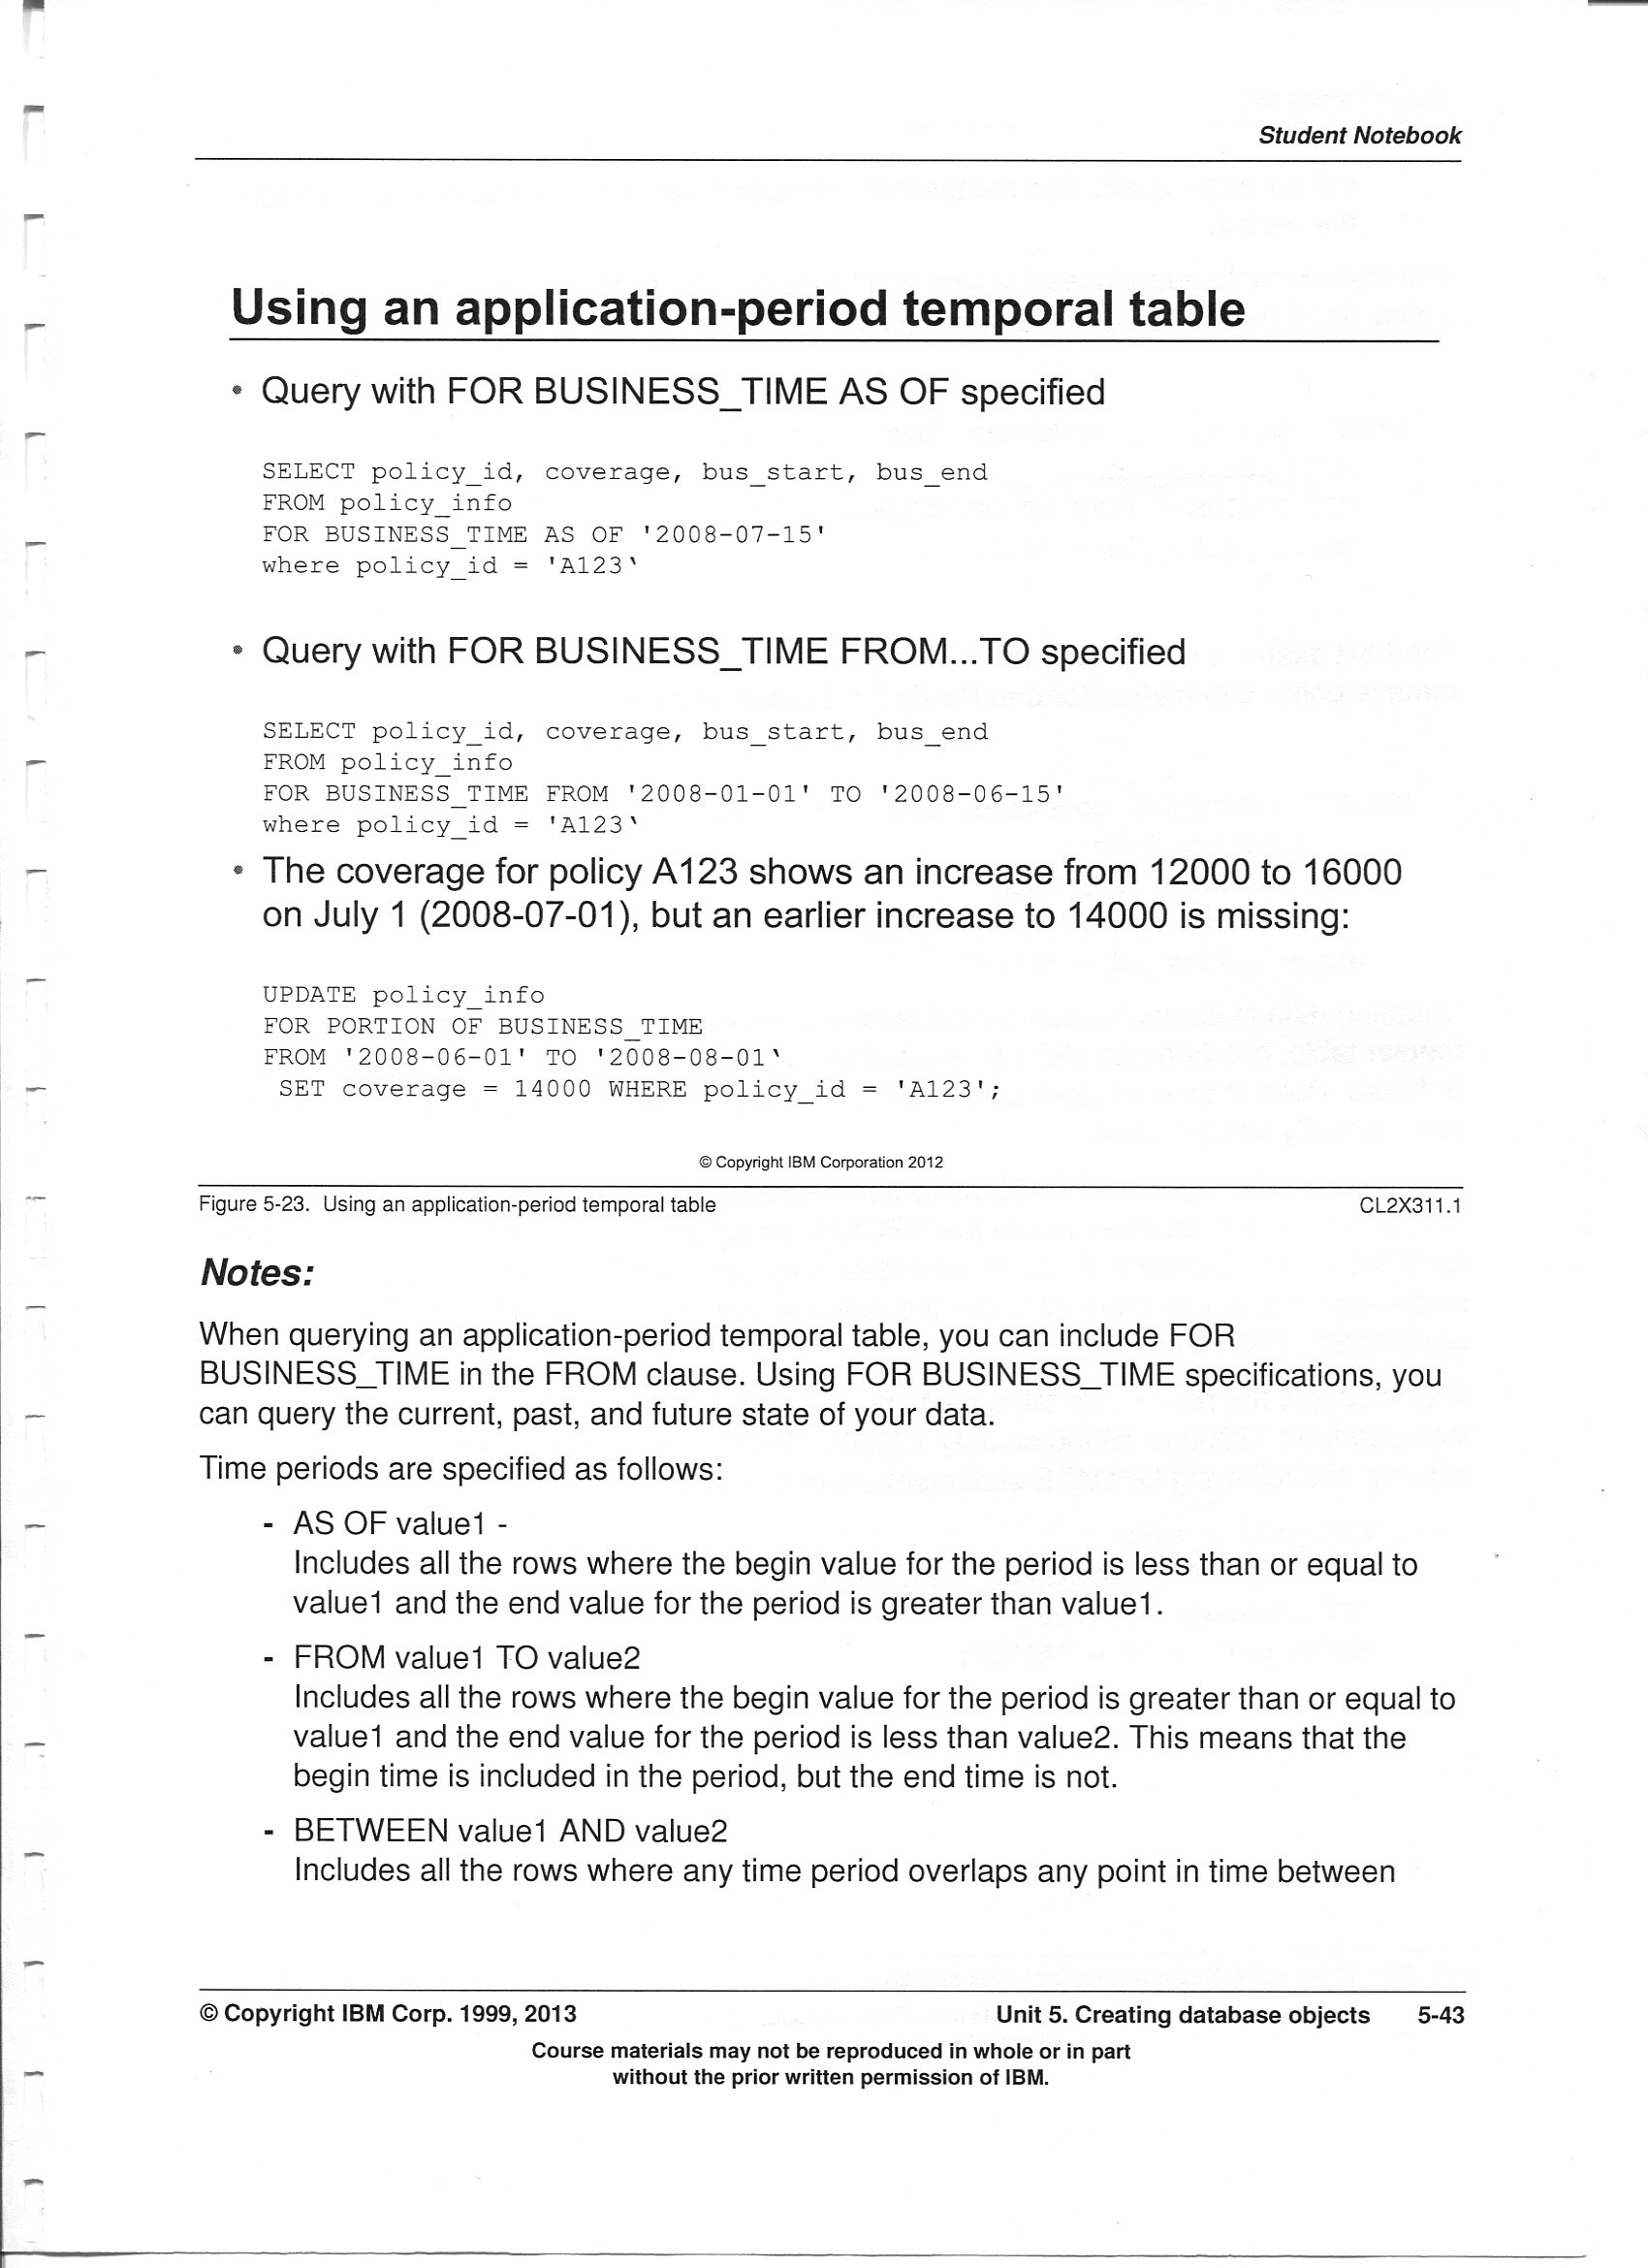 Student Notebook
Using an application-period temporal table
• Query with FOR BUSINESS_TIME AS OF specified
SELECT policy_id, coverage, bus_start, bus_end
FROM policy_info
FOR BUSINESS_TIME AS OF '2008-07-15'
where policy_id = 'A123‵
• Query with FOR BUSINESS_TIME FROM...TO specified
SELECT policy_id, coverage, bus_start, bus_end
FROM policy_info
FOR BUSINESS_TIME FROM '2008-01-01' TO '2008-06-15'
where policy_id = 'A123‵
• The coverage for policy A123 shows an increase from 12000 to 16000
on July 1 (2008-07-01), but an earlier increase to 14000 is missing:
UPDATE policy_info
FOR PORTION OF BUSINESS_TIME
FROM '2008-06-01' TO '2008-08-01‵
SET coverage = 14000 WHERE policy_id = 'A123';
© Copyright IBM Corporation 2012
Figure 5-23. Using an application-period temporal table CL2X311.1
Notes:
When querying an application-period temporal table, you can include FOR
BUSINESS_TIME in the FROM clause. Using FOR BUSINESS_TIME specifications, you
can query the current, past, and future state of your data.
Time periods are specified as follows:
- AS OF value1 -
Includes all the rows where the begin value for the period is less than or equal to
value1 and the end value for the period is greater than value1.
- FROM value1 TO value2
Includes all the rows where the begin value for the period is greater than or equal to
value1 and the end value for the period is less than value2. This means that the
begin time is included in the period, but the end time is not.
- BETWEEN value1 AND value2
Includes all the rows where any time period overlaps any point in time between
© Copyright IBM Corp. 1999, 2013 Unit 5. Creating database objects 5-43
Course materials may not be reproduced in whole or in part
without the prior written permission of IBM.